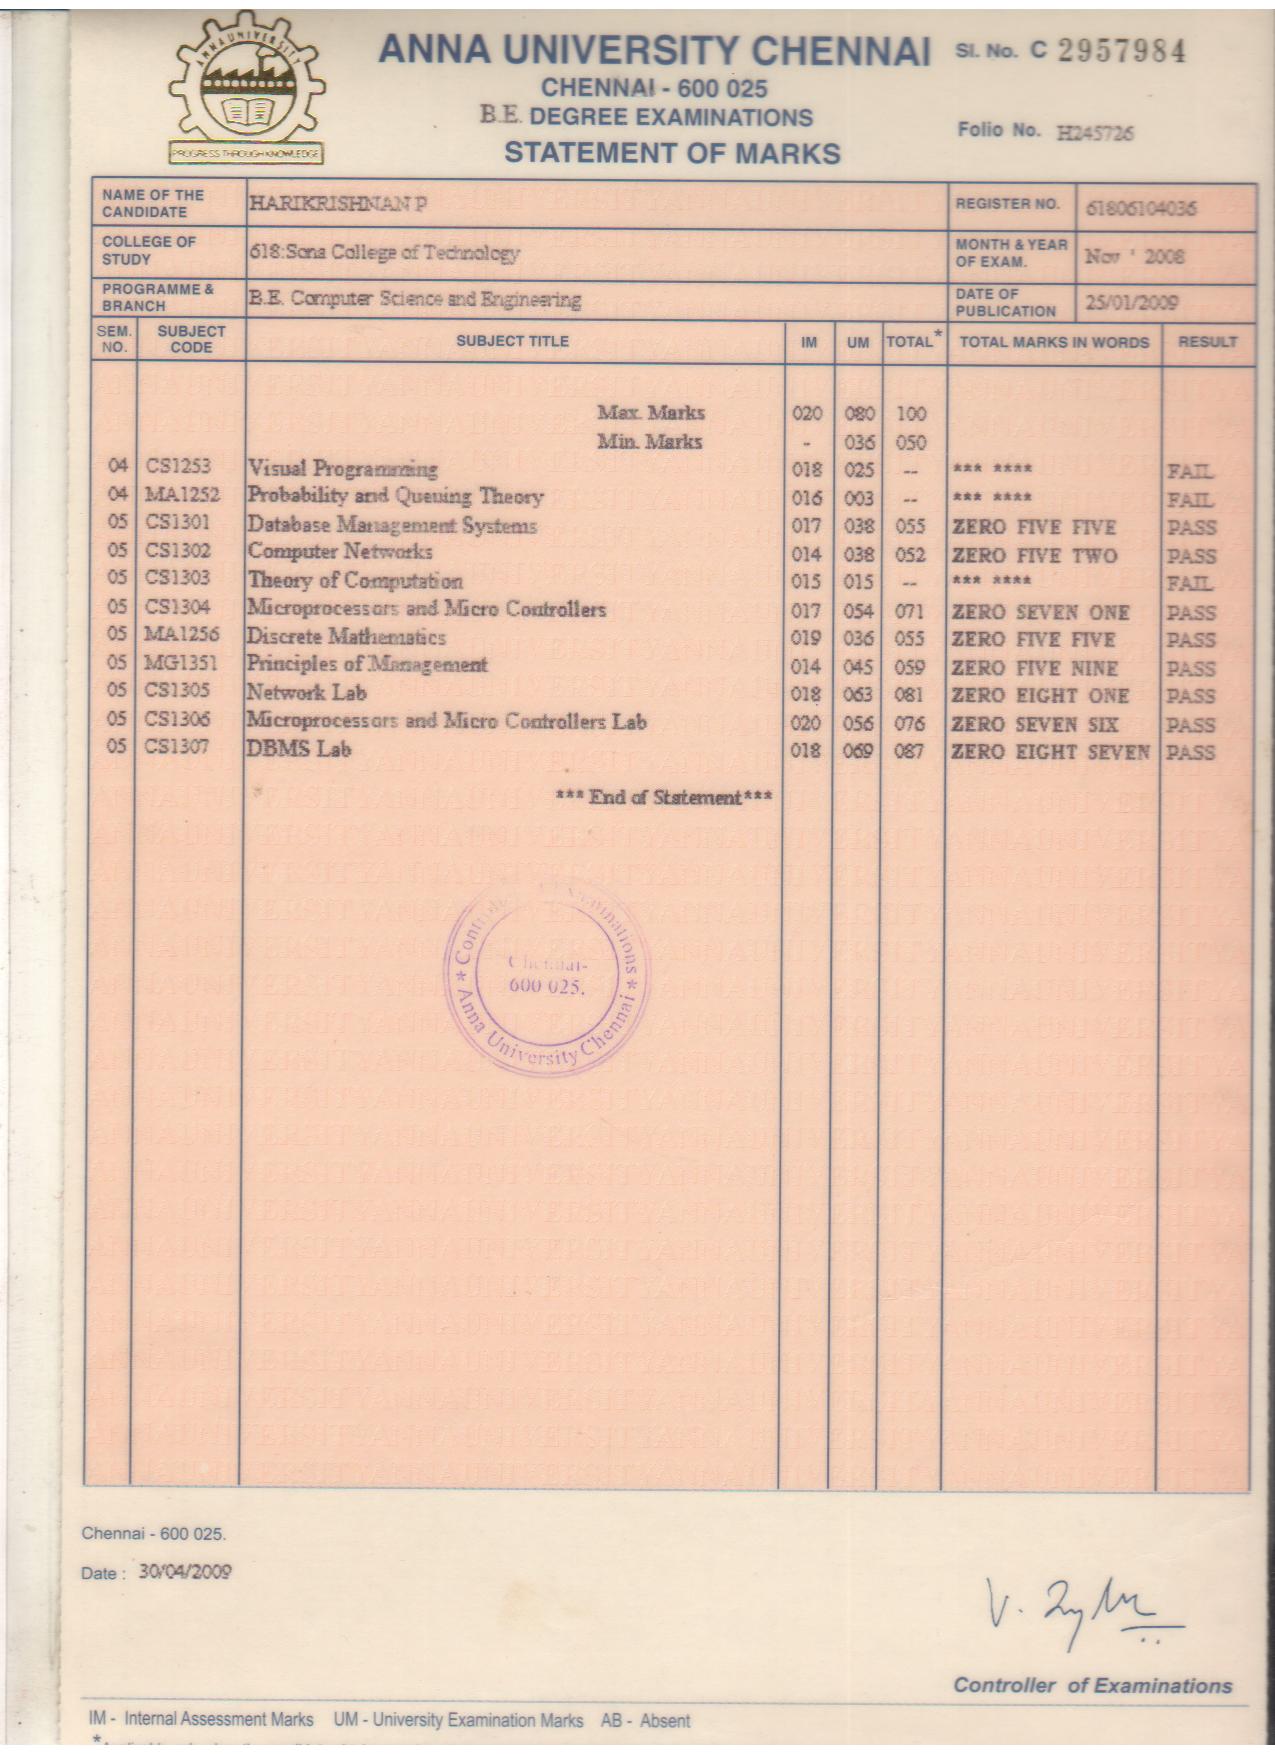 ANNA UNIVERSITY
PROGRESS THROUGH KNOWLEDGE
ANNA UNIVERSITY CHENNAI
Sl. No. C 2957984
CHENNAI - 600 025
B.E. DEGREE EXAMINATIONS
Folio No. H245726
STATEMENT OF MARKS
NAME OF THE CANDIDATE HARIKRISHNAN P REGISTER NO. 61806104036
COLLEGE OF STUDY 618:Sona College of Technology MONTH & YEAR OF EXAM. Nov ' 2008
PROGRAMME & BRANCH B.E. Computer Science and Engineering DATE OF PUBLICATION 25/01/2009
SEM. NO. SUBJECT CODE SUBJECT TITLE IM UM TOTAL* TOTAL MARKS IN WORDS RESULT
Max. Marks 020 080 100
Min. Marks - 036 050
04 CS1253 Visual Programming 018 025 -- *** **** FAIL
04 MA1252 Probability and Queuing Theory 016 003 -- *** **** FAIL
05 CS1301 Database Management Systems 017 038 055 ZERO FIVE FIVE PASS
05 CS1302 Computer Networks 014 038 052 ZERO FIVE TWO PASS
05 CS1303 Theory of Computation 015 015 -- *** **** FAIL
05 CS1304 Microprocessors and Micro Controllers 017 054 071 ZERO SEVEN ONE PASS
05 MA1256 Discrete Mathematics 019 036 055 ZERO FIVE FIVE PASS
05 MG1351 Principles of Management 014 045 059 ZERO FIVE NINE PASS
05 CS1305 Network Lab 018 063 081 ZERO EIGHT ONE PASS
05 CS1306 Microprocessors and Micro Controllers Lab 020 056 076 ZERO SEVEN SIX PASS
05 CS1307 DBMS Lab 018 069 087 ZERO EIGHT SEVEN PASS
*** End of Statement***
Examinations
Chennai-
600 025.
* Anna University Chennai *
Chennai - 600 025.
Date : 30/04/2009
Controller of Examinations
IM - Internal Assessment Marks UM - University Examination Marks AB - Absent